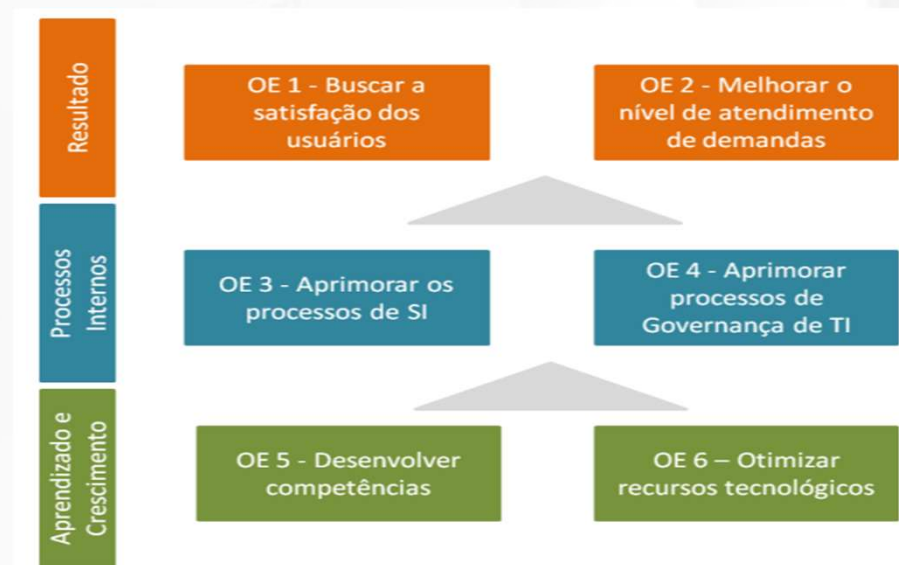 Resultado
OE 1 - Buscar a
satisfação dos
usuários
OE 2 - Melhorar o
nível de atendimento
de demandas
Processos
Internos
OE 3 - Aprimorar os
processos de SI
OE 4 - Aprimorar
processos de
Governança de TI
Aprendizado e
Crescimento
OE 5 - Desenvolver
competências
OE 6 – Otimizar
recursos tecnológicos